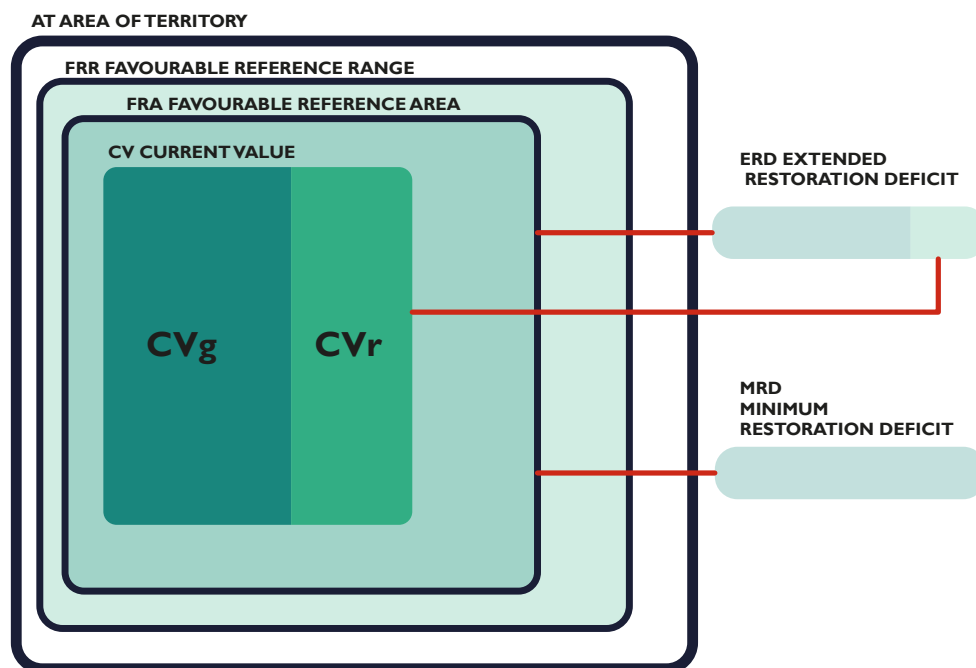 AT AREA OF TERRITORY
FRR FAVOURABLE REFERENCE RANGE
FRA FAVOURABLE REFERENCE AREA
CV CURRENT VALUE
CVg
CVr
ERD EXTENDED
RESTORATION DEFICIT
MRD
MINIMUM
RESTORATION DEFICIT